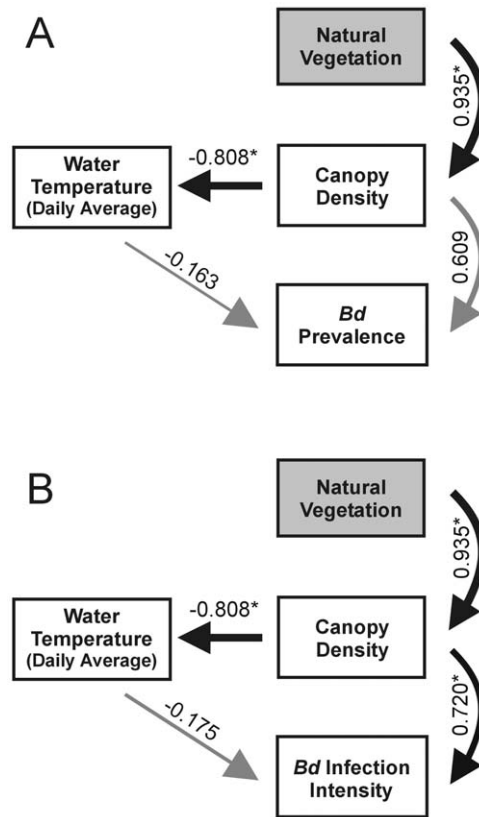 A
Natural
Vegetation
0.935*
-0.808*
Water
Temperature
(Daily Average)
Canopy
Density
-0.163
0.609
Bd
Prevalence
B
Natural
Vegetation
0.935*
-0.808*
Water
Temperature
(Daily Average)
Canopy
Density
-0.175
0.720*
Bd Infection
Intensity